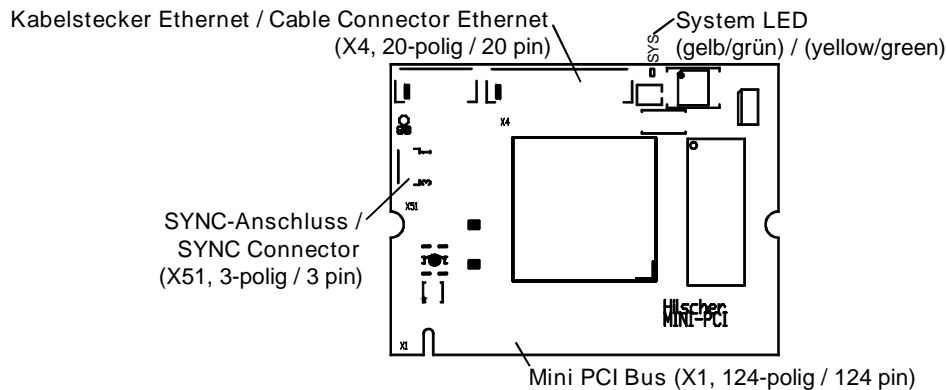 Kabelstecker Ethernet / Cable Connector Ethernet
(X4, 20-polig / 20 pin)
System LED
(gelb/grün) / (yellow/green)
SYS
X4
1
3
X51
SYNC-Anschluss /
SYNC Connector
(X51, 3-polig / 3 pin)
Hilscher
MINI-PCI
X1
Mini PCI Bus (X1, 124-polig / 124 pin)